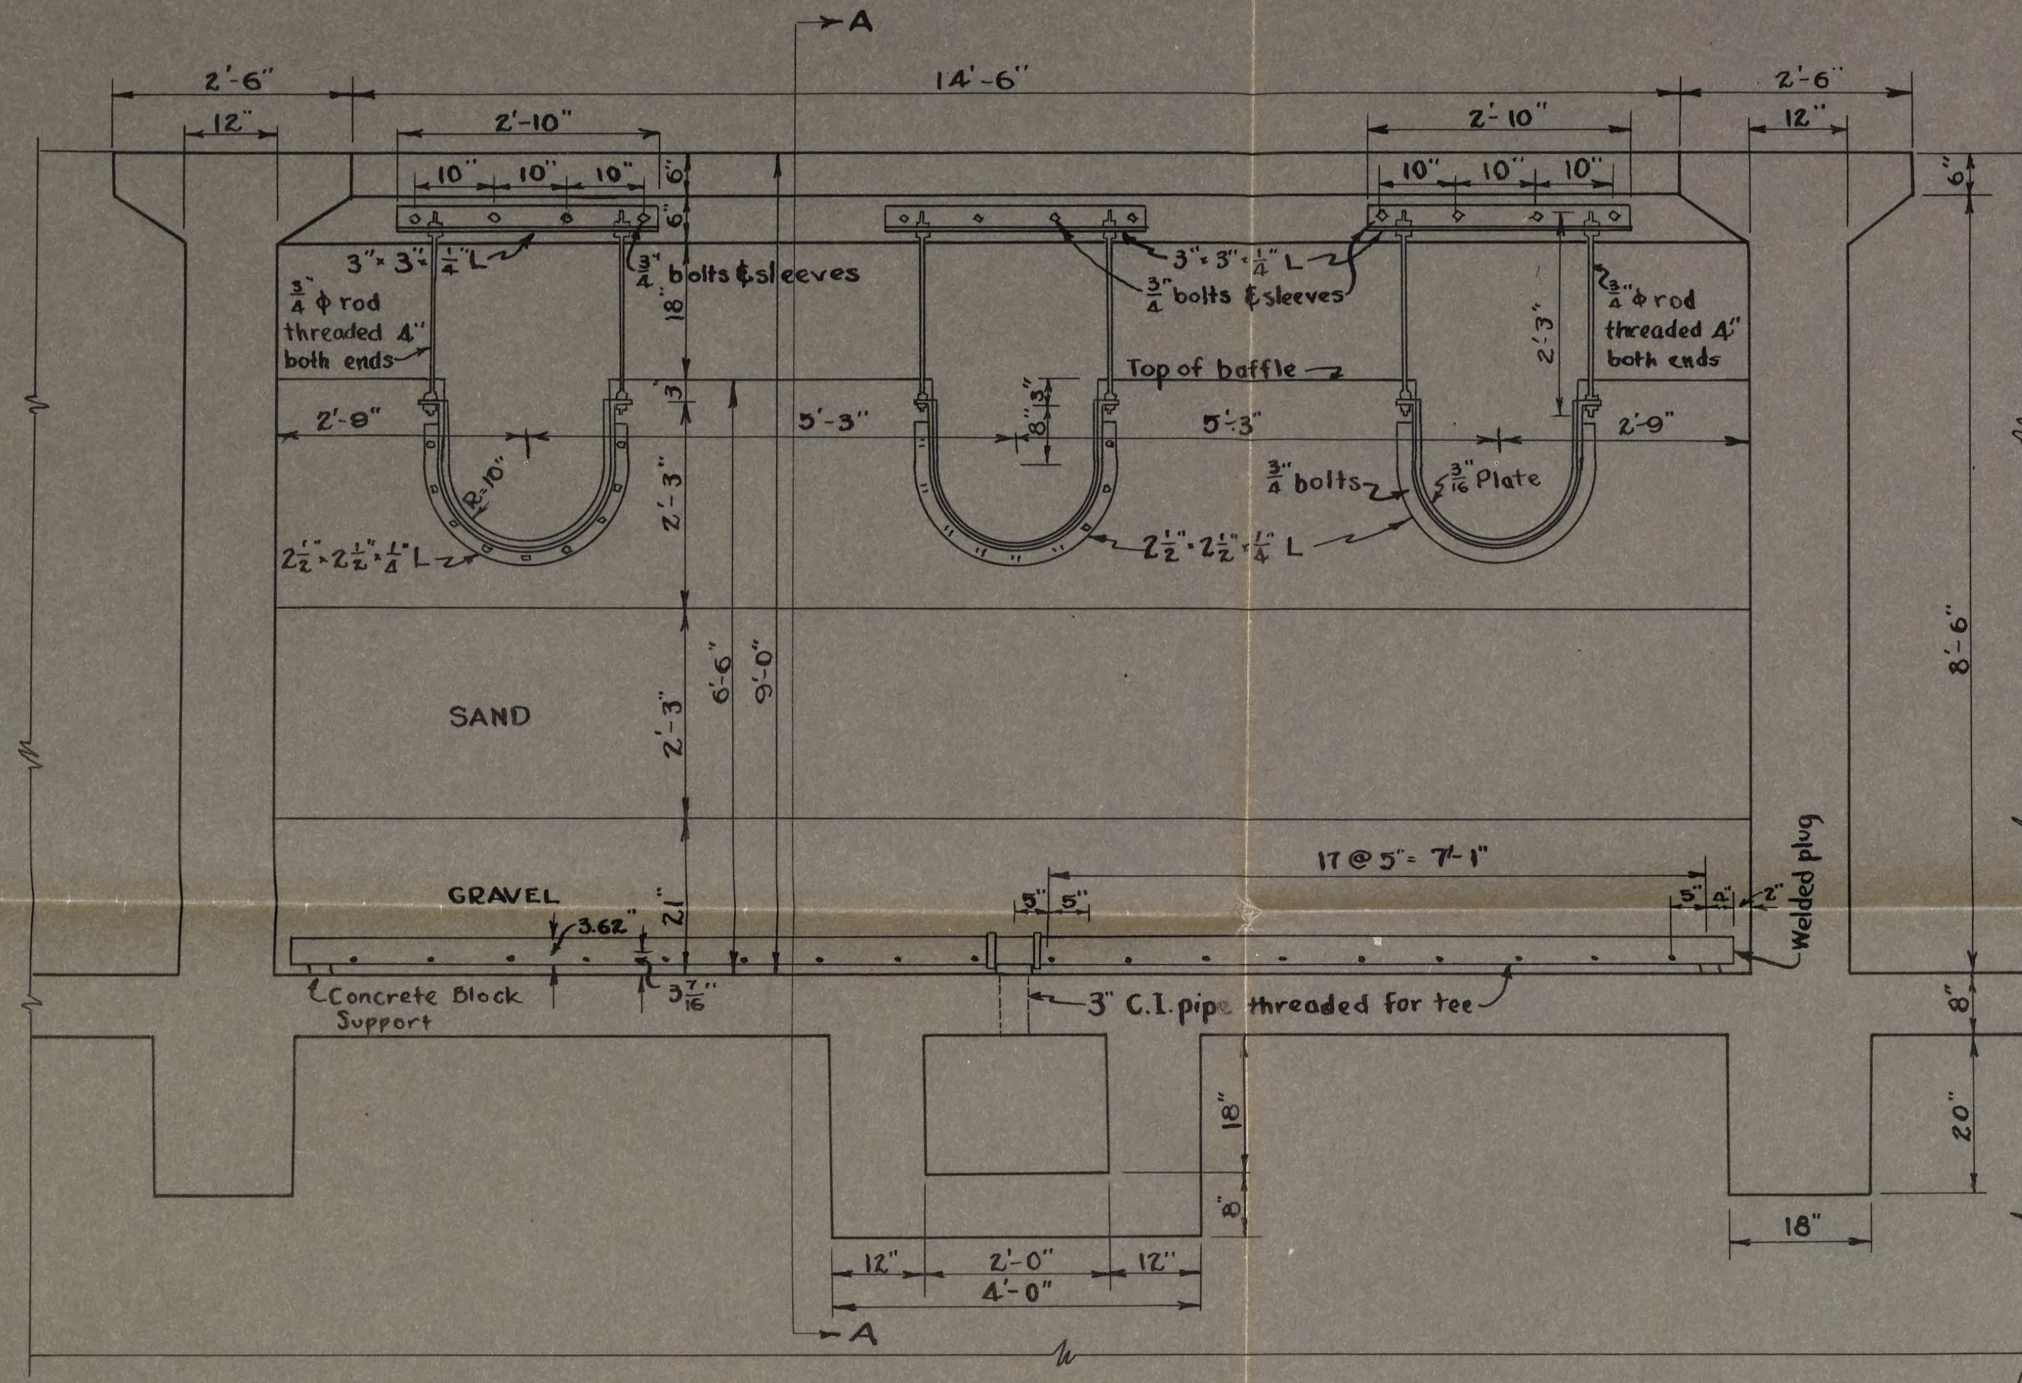 A
2'-6"
14'-6"
2'-6"
12"
2'-10"
2'-10"
12"
10" 10" 10"
6"
10" 10" 10"
6"
6"
3"×3"×1/4" L
3/4" bolts & sleeves
3"×3"×1/4" L
3/4" bolts & sleeves
3/4" ϕ rod
threaded 4"
both ends
18"
2'-3"
3/4" ϕ rod
threaded 4"
both ends
Top of baffle
3"
3"
8"
2'-9"
5'-3"
5'-3"
2'-9"
R=10"
2'-3"
3/4" bolts
3/16" Plate
2 1/2"×2 1/2"×1/4" L
2 1/2"×2 1/2"×1/4" L
6'-6"
9'-0"
8'-6"
SAND
2'-3"
17 @ 5" = 7'-1"
Welded plug
GRAVEL
21"
5" 5"
5"
2"
3.62"
3 7/16"
Concrete Block
Support
3" C.I. pipe threaded for tee
8"
18"
20"
8"
18"
12" 2'-0" 12"
4'-0"
A